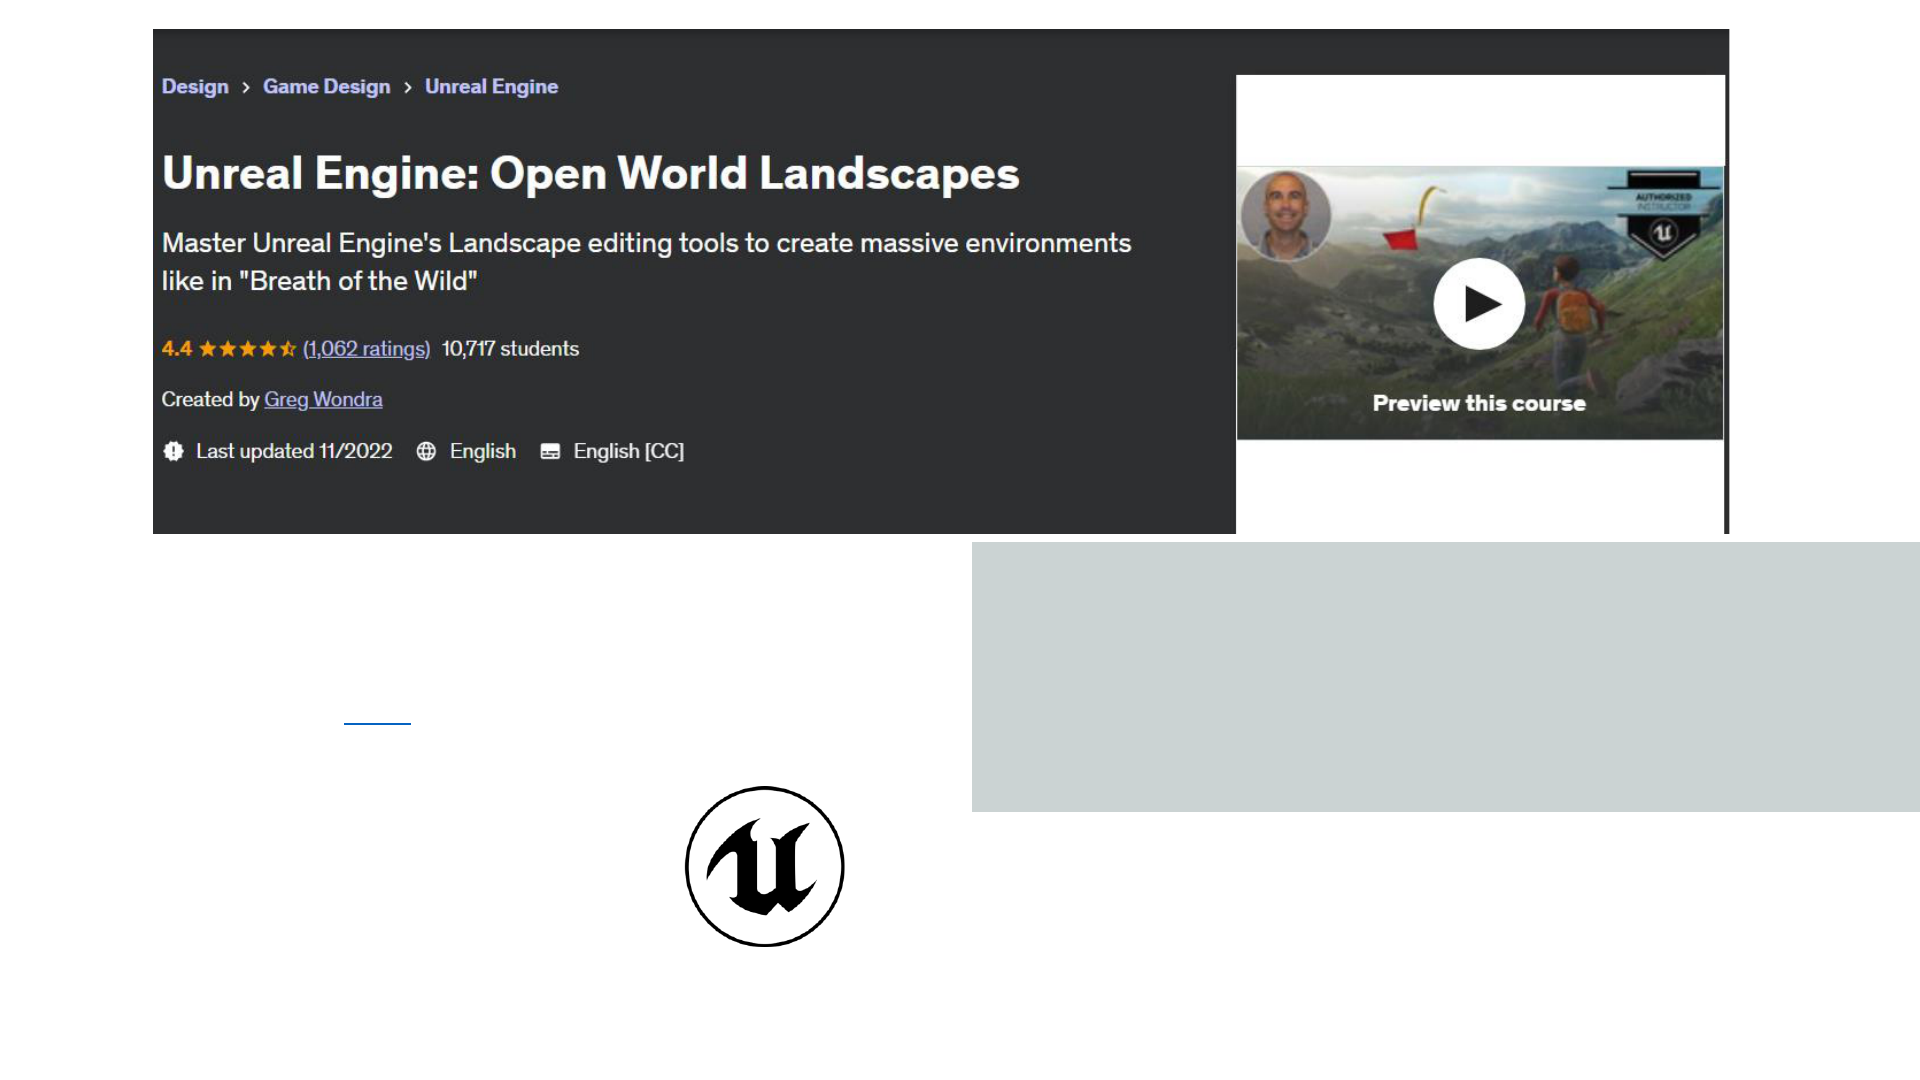 Design > Game Design > Unreal Engine
Unreal Engine: Open World Landscapes
Master Unreal Engine's Landscape editing tools to create massive environments
like in "Breath of the Wild"
4.4 (1,062 ratings) 10,717 students
Created by Greg Wondra
Last updated 11/2022 English English [CC]
AUTHORIZED
INSTRUCTOR
Preview this course